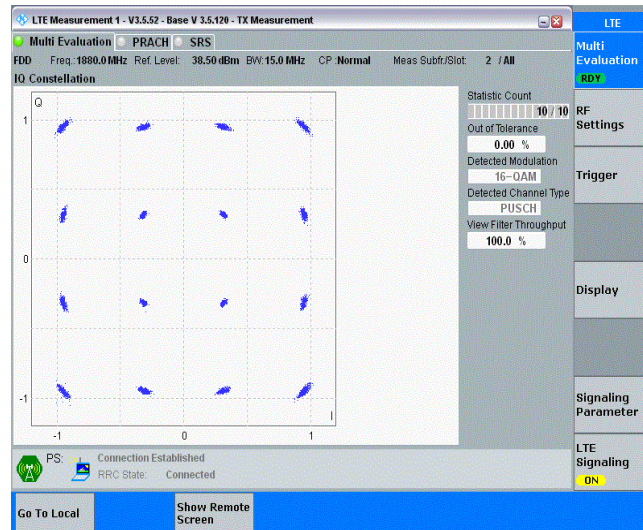 LTE Measurement 1 - V3.5.52 - Base V 3.5.120 - TX Measurement
LTE
Multi Evaluation PRACH SRS
FDD Freq.:1880.0 MHz Ref. Level: 38.50 dBm BW:15.0 MHz CP :Normal Meas Subfr./Slot: 2 / All
IQ Constellation
Q
1
0
-1
-1 0 1
I
Statistic Count
10 / 10
Out of Tolerance
0.00 %
Detected Modulation
16-QAM
Detected Channel Type
PUSCH
View Filter Throughput
100.0 %
PS: Connection Established
RRC State: Connected
Multi
Evaluation
RDY
RF
Settings
Trigger
Display
Signaling
Parameter
LTE
Signaling
ON
Go To Local
Show Remote
Screen